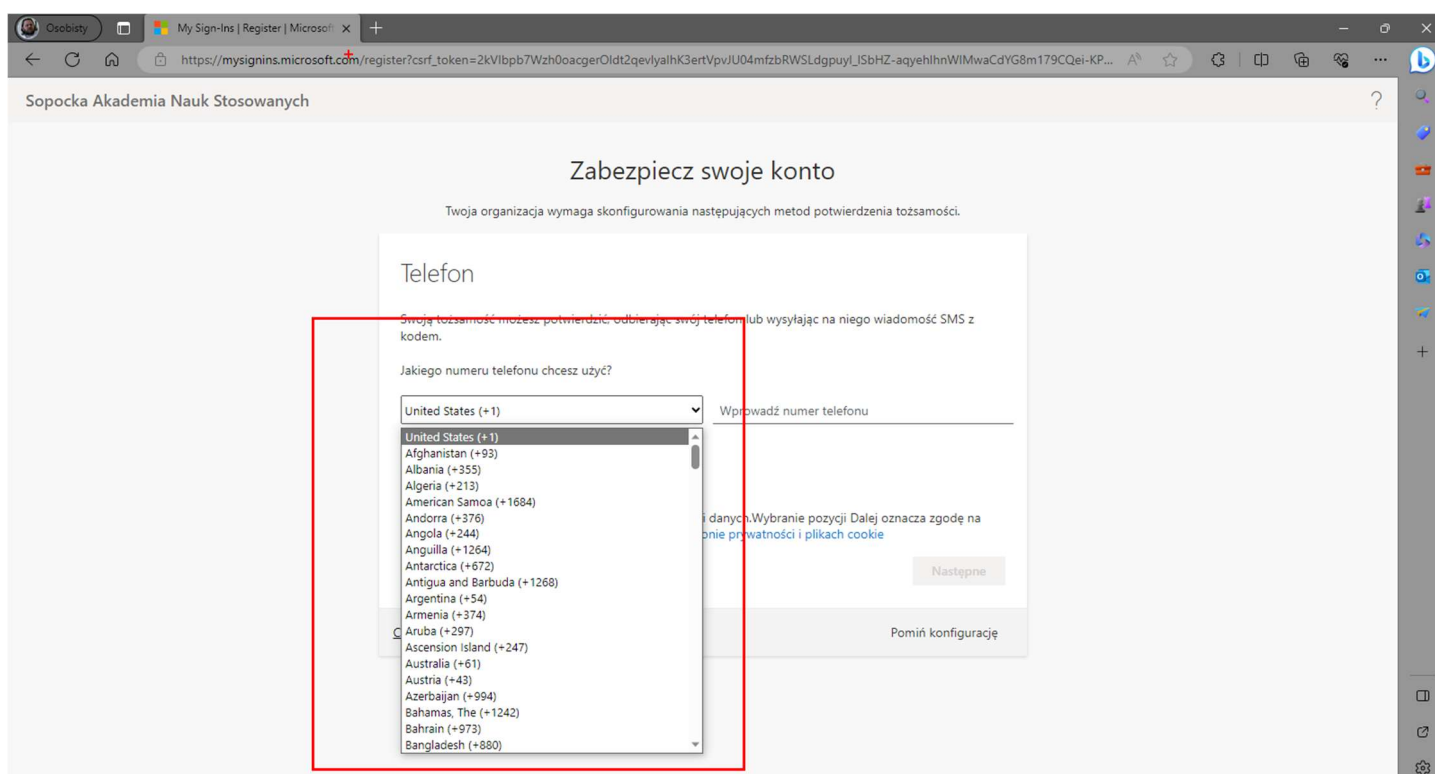 Osobisty
My Sign-Ins | Register | Microsoft
https://mysignins.microsoft.com/register?csrf_token=2kVIbpb7Wzh0oacgerOIdt2qevlyalhK3ertVpvJU04mfzbRWSLdgpuyI_ISbHZ-aqyehIhnWIMwaCdYG8m179CQei-KP...
Sopocka Akademia Nauk Stosowanych
?
Zabezpiecz swoje konto
Twoja organizacja wymaga skonfigurowania następujących metod potwierdzenia tożsamości.
Telefon
Swoją tożsamość możesz potwierdzić, odbierając swój telefon lub wysyłając na niego wiadomość SMS z
kodem.
Jakiego numeru telefonu chcesz użyć?
United States (+1)
Wprowadź numer telefonu
United States (+1)
Afghanistan (+93)
Albania (+355)
Algeria (+213)
American Samoa (+1684)
Andorra (+376)
i danych.Wybranie pozycji Dalej oznacza zgodę na
Angola (+244)
onie prywatności i plikach cookie
Anguilla (+1264)
Antarctica (+672)
Następne
Antigua and Barbuda (+1268)
Argentina (+54)
Armenia (+374)
Aruba (+297)
Pomiń konfigurację
Ascension Island (+247)
Australia (+61)
Austria (+43)
Azerbaijan (+994)
Bahamas, The (+1242)
Bahrain (+973)
Bangladesh (+880)